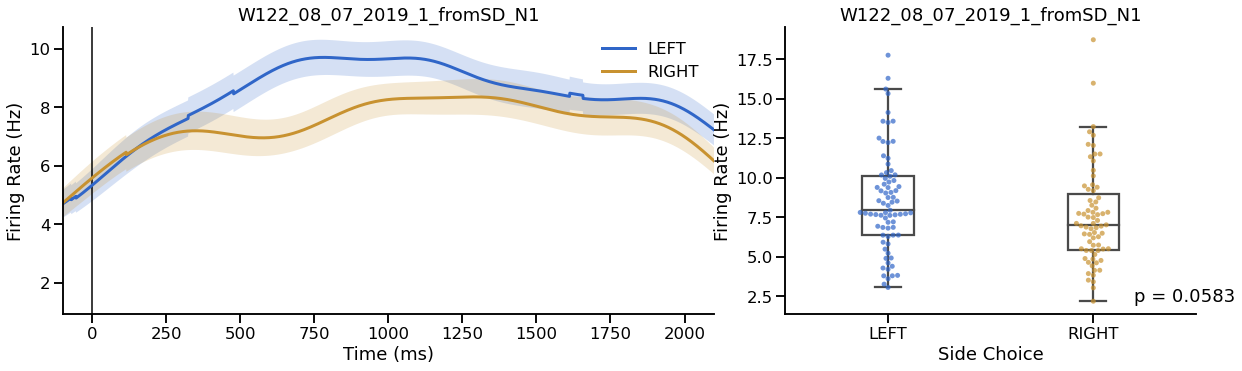 W122_08_07_2019_1_fromSD_N1
Firing Rate (Hz)
10
8
6
4
2
LEFT
RIGHT
0 250 500 750 1000 1250 1500 1750 2000
Time (ms)
W122_08_07_2019_1_fromSD_N1
Firing Rate (Hz)
17.5
15.0
12.5
10.0
7.5
5.0
2.5
p = 0.0583
LEFT RIGHT
Side Choice